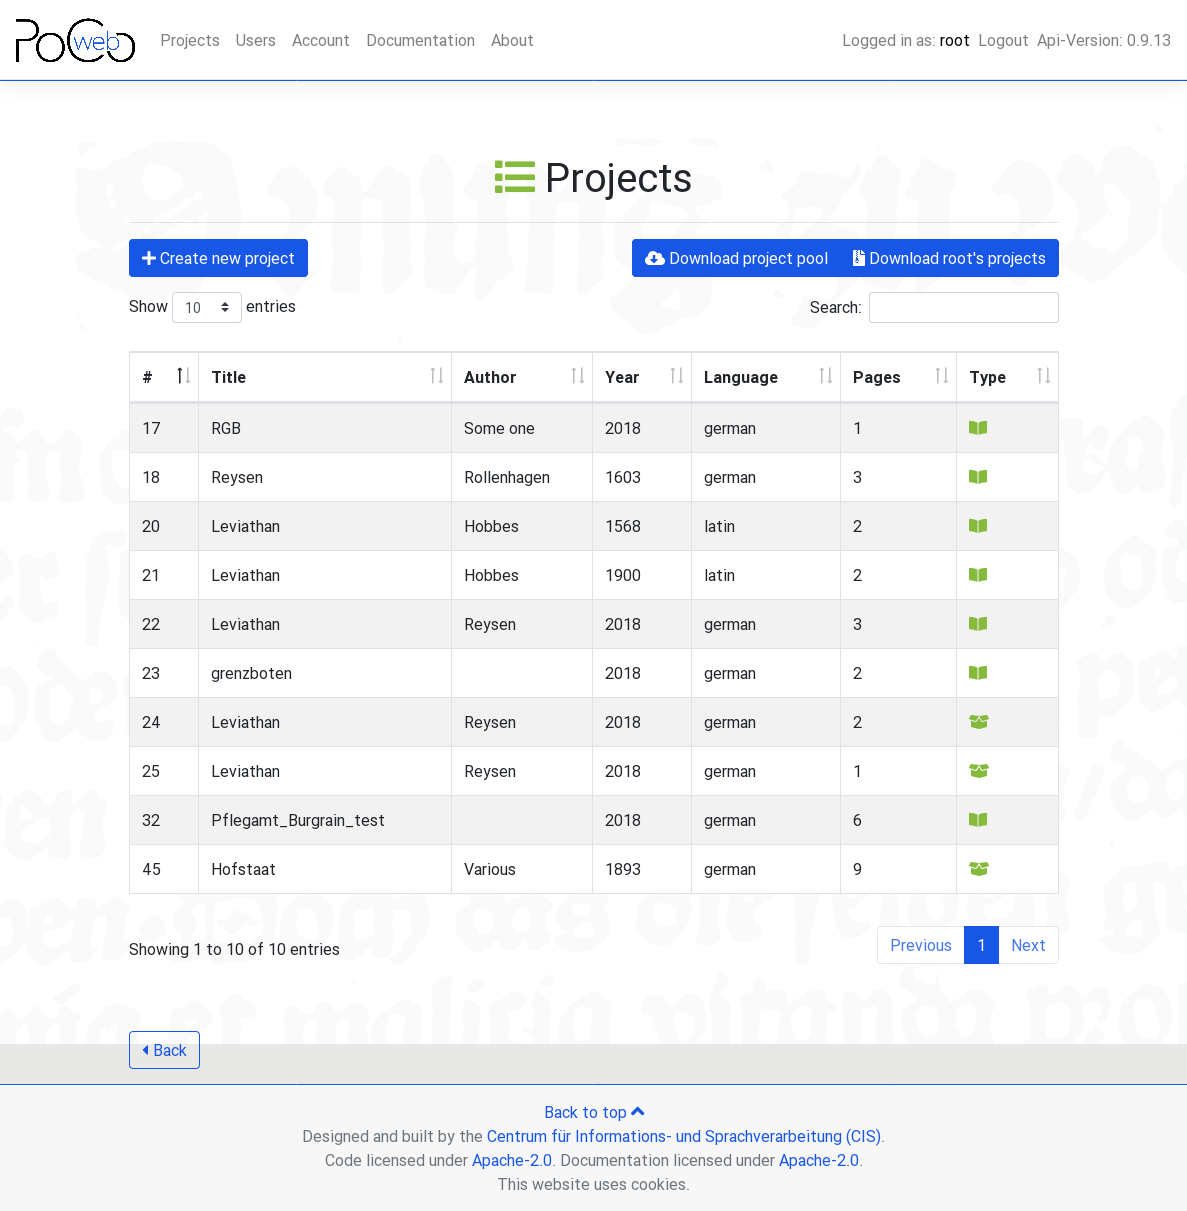 PoCoweb Projects Users Account Documentation About Logged in as: root Logout Api-Version: 0.9.13
Projects
Create new project Download project pool Download root's projects
Show 10 entries Search:
# Title Author Year Language Pages Type
17 RGB Some one 2018 german 1
18 Reysen Rollenhagen 1603 german 3
20 Leviathan Hobbes 1568 latin 2
21 Leviathan Hobbes 1900 latin 2
22 Leviathan Reysen 2018 german 3
23 grenzboten 2018 german 2
24 Leviathan Reysen 2018 german 2
25 Leviathan Reysen 2018 german 1
32 Pflegamt_Burgrain_test 2018 german 6
45 Hofstaat Various 1893 german 9
Showing 1 to 10 of 10 entries Previous 1 Next
Back
Back to top
Designed and built by the Centrum für Informations- und Sprachverarbeitung (CIS).
Code licensed under Apache-2.0. Documentation licensed under Apache-2.0.
This website uses cookies.